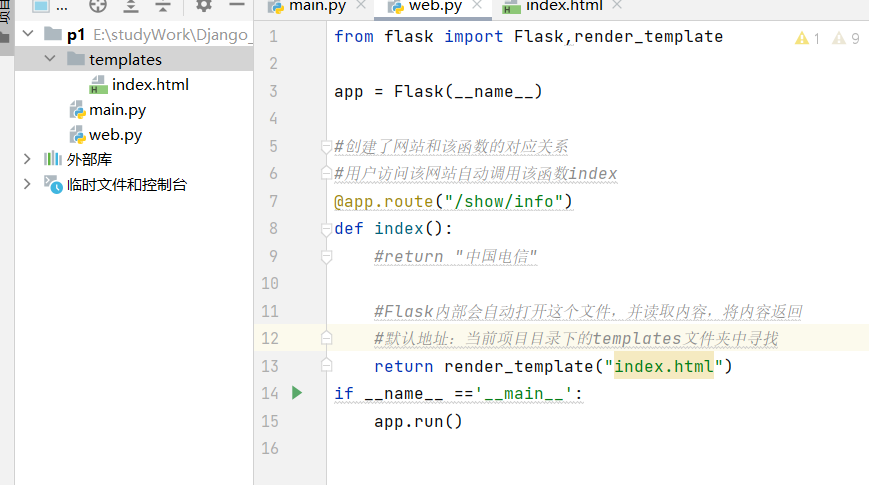 ...
main.py
web.py
index.html
p1 E:\studyWork\Django_
templates
index.html
main.py
web.py
外部库
临时文件和控制台
1 from flask import Flask,render_template
1 9
2
3 app = Flask(__name__)
4
5 #创建了网站和该函数的对应关系
6 #用户访问该网站自动调用该函数index
7 @app.route("/show/info")
8 def index():
9 #return "中国电信"
10
11 #Flask内部会自动打开这个文件，并读取内容，将内容返回
12 #默认地址：当前项目目录下的templates文件夹中寻找
13 return render_template("index.html")
14 if __name__ =='__main__':
15 app.run()
16